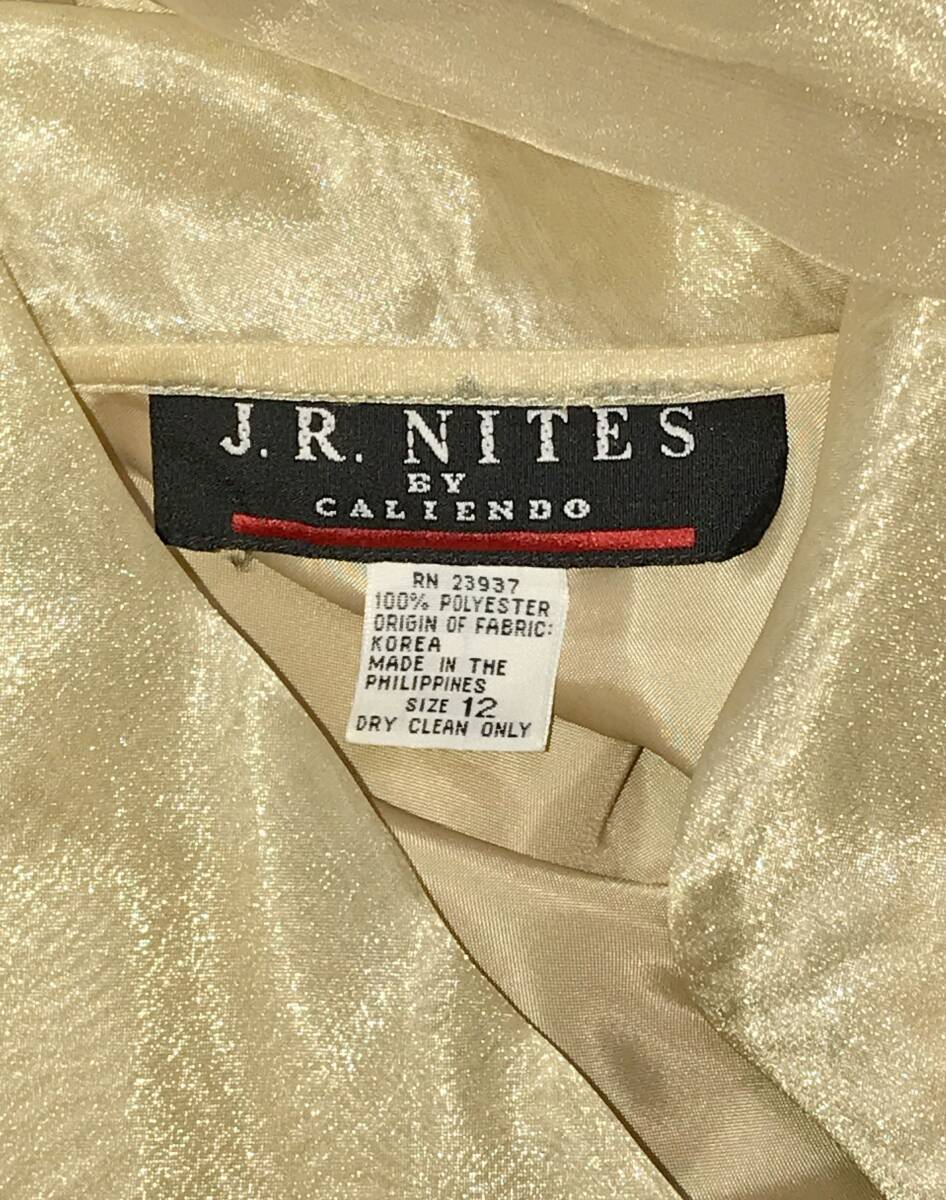 J.R. NITES
BY
CALIENDO
RN 23937
100% POLYESTER
ORIGIN OF FABRIC:
KOREA
MADE IN THE
PHILIPPINES
SIZE 12
DRY CLEAN ONLY